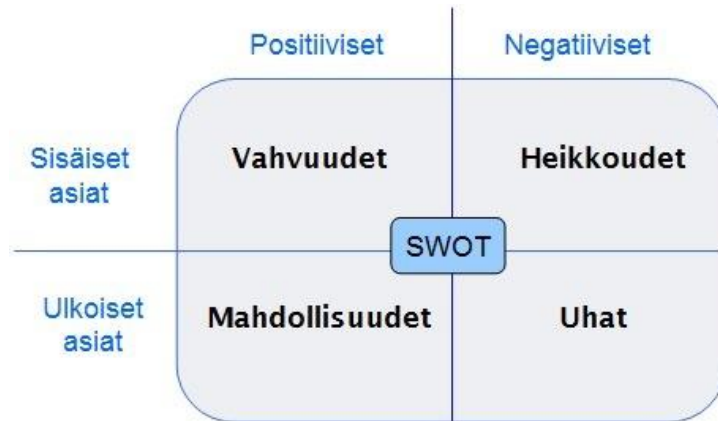 Positiiviset
Negatiiviset
Sisäiset
asiat
Vahvuudet
Heikkoudet
SWOT
Ulkoiset
asiat
Mahdollisuudet
Uhat